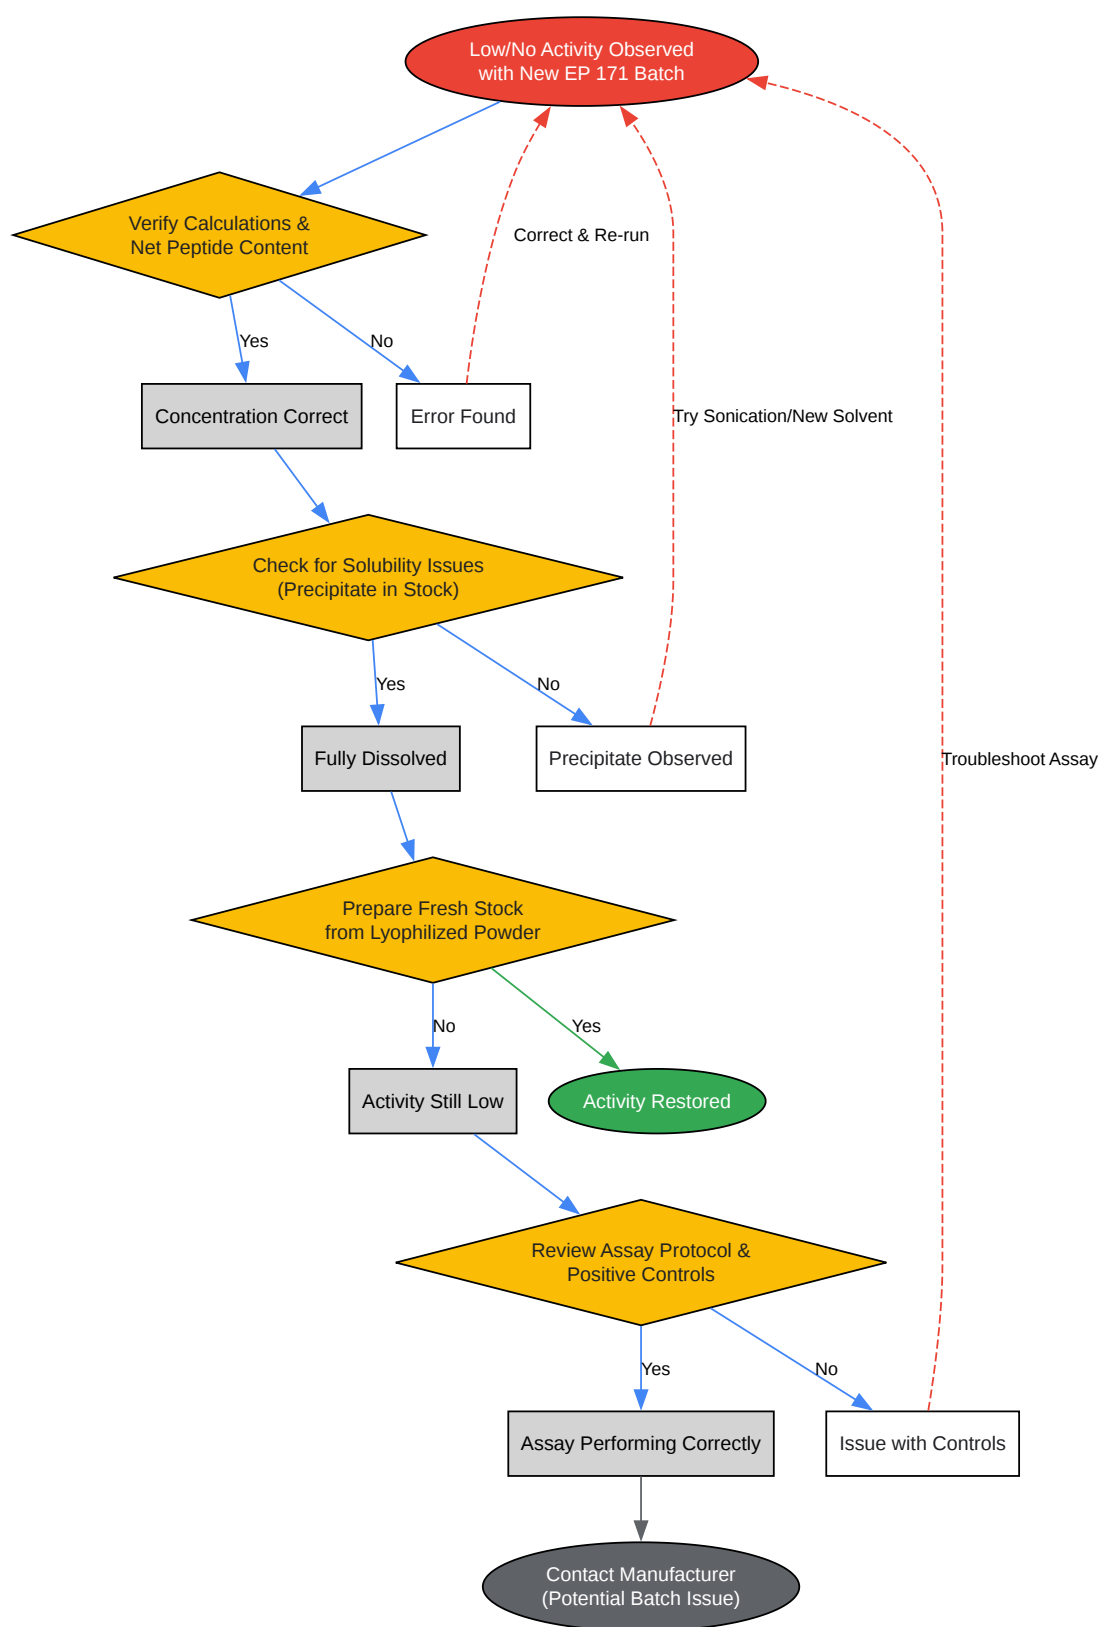 Low/No Activity Observed
with New EP 171 Batch
Verify Calculations &
Net Peptide Content
Correct & Re-run
Yes
No
Concentration Correct
Error Found
Try Sonication/New Solvent
Check for Solubility Issues
(Precipitate in Stock)
Yes
No
Fully Dissolved
Precipitate Observed
Troubleshoot Assay
Prepare Fresh Stock
from Lyophilized Powder
No
Yes
Activity Still Low
Activity Restored
Review Assay Protocol &
Positive Controls
Yes
No
Assay Performing Correctly
Issue with Controls
Contact Manufacturer
(Potential Batch Issue)